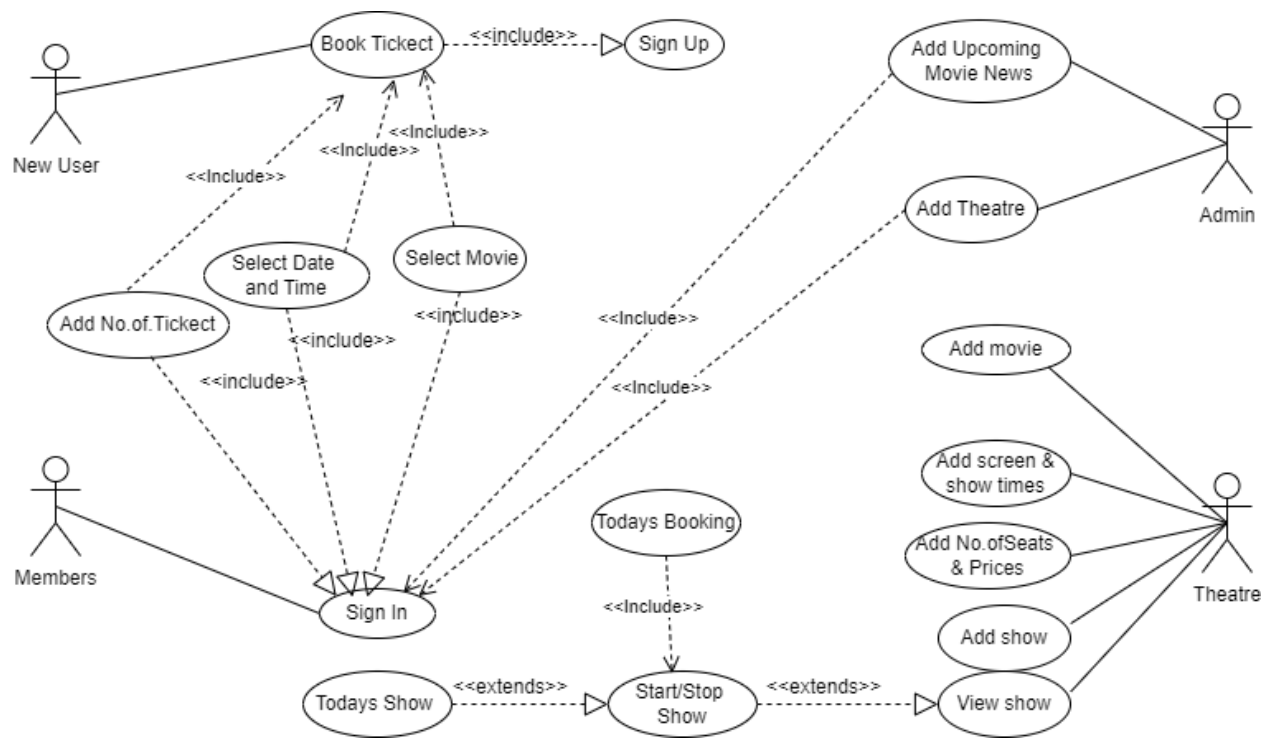 Book Tickect
<<include>>
Sign Up
Add Upcoming
Movie News
New User
<<Include>>
<<Include>>
<<Include>>
Admin
Add Theatre
Select Date
and Time
Select Movie
Add No.of.Tickect
<<include>>
<<include>>
<<include>>
<<Include>>
<<Include>>
Add movie
Add screen &
show times
Todays Booking
Add No.ofSeats
& Prices
Members
Theatre
Sign In
<<Include>>
Add show
Todays Show
<<extends>>
Start/Stop
Show
<<extends>>
View show